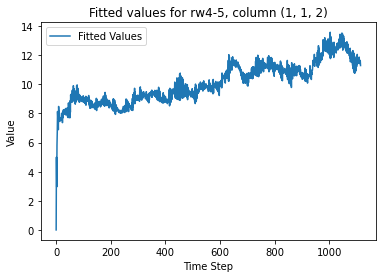 Fitted values for rw4-5, column (1, 1, 2)
Fitted Values
Value
14
12
10
8
6
4
2
0
0 200 400 600 800 1000
Time Step